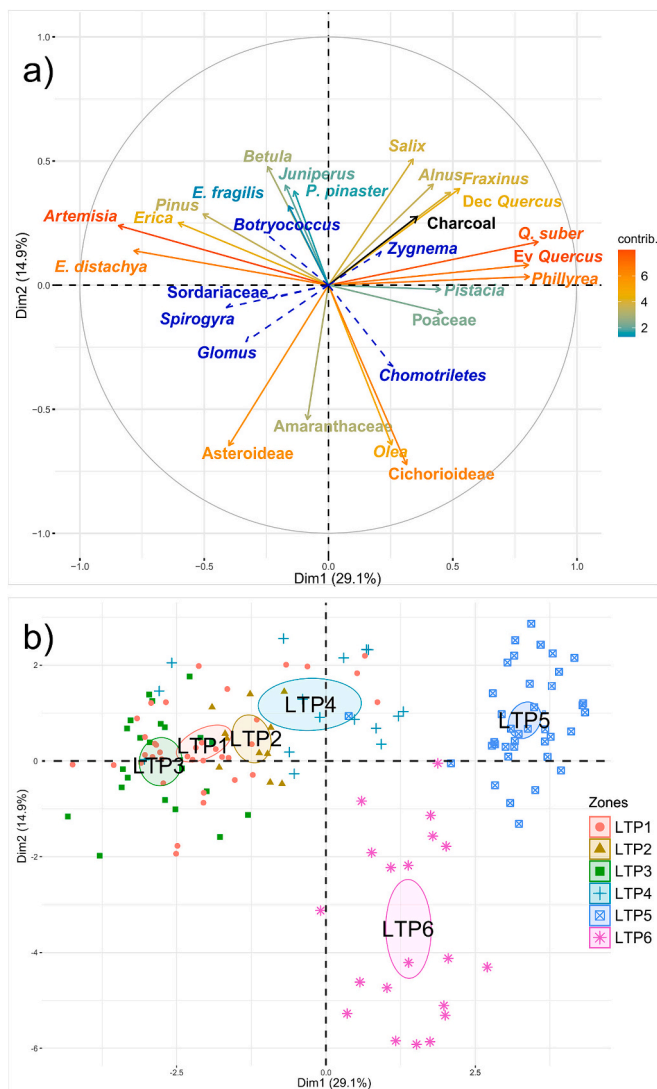 a)
1.0
0.5
0.0
−0.5
−1.0
Dim2 (14.9%)
Betula
Salix
Juniperus
Alnus
Fraxinus
E. fragilis
P. pinaster
Dec Quercus
Pinus
Artemisia
Erica
Botryococcus
Charcoal
Zygnema
Q. suber
E. distachya
Ev Quercus
Phillyrea
Sordariaceae
Pistacia
Spirogyra
Poaceae
Glomus
Chomotriletes
Amaranthaceae
Asteroideae
Olea
Cichorioideae
contrib.
6
4
2
−1.0
−0.5
0.0
0.5
1.0
Dim1 (29.1%)
b)
2
0
-2
-4
-6
Dim2 (14.9%)
LTP4
LTP5
LTP1
LTP2
LTP3
LTP6
Zones
LTP1
LTP2
LTP3
LTP4
LTP5
LTP6
-2.5
0.0
2.5
Dim1 (29.1%)